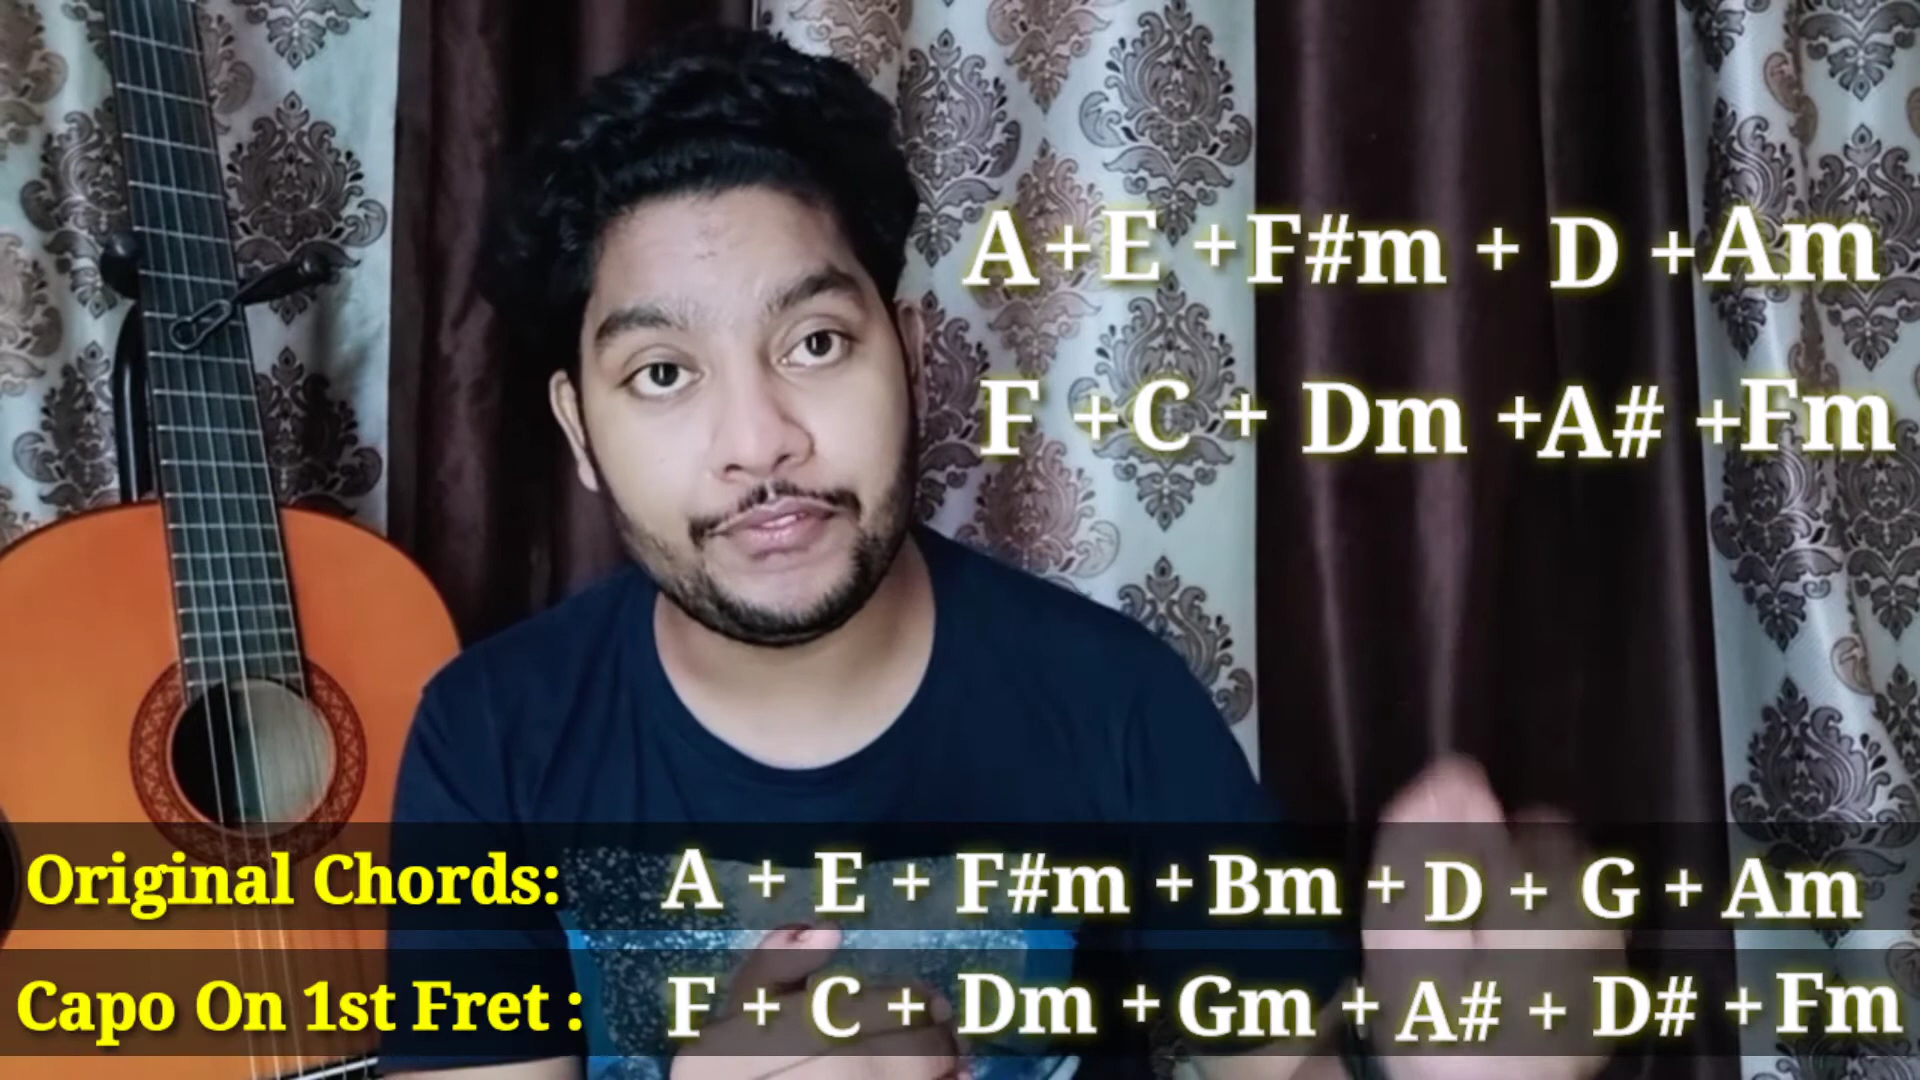 A+E +F#m + D +Am
F +C + Dm +A# +Fm
Original Chords: A + E + F#m +Bm + D + G + Am
Capo On 1st Fret : F + C + Dm +Gm + A# + D# +Fm